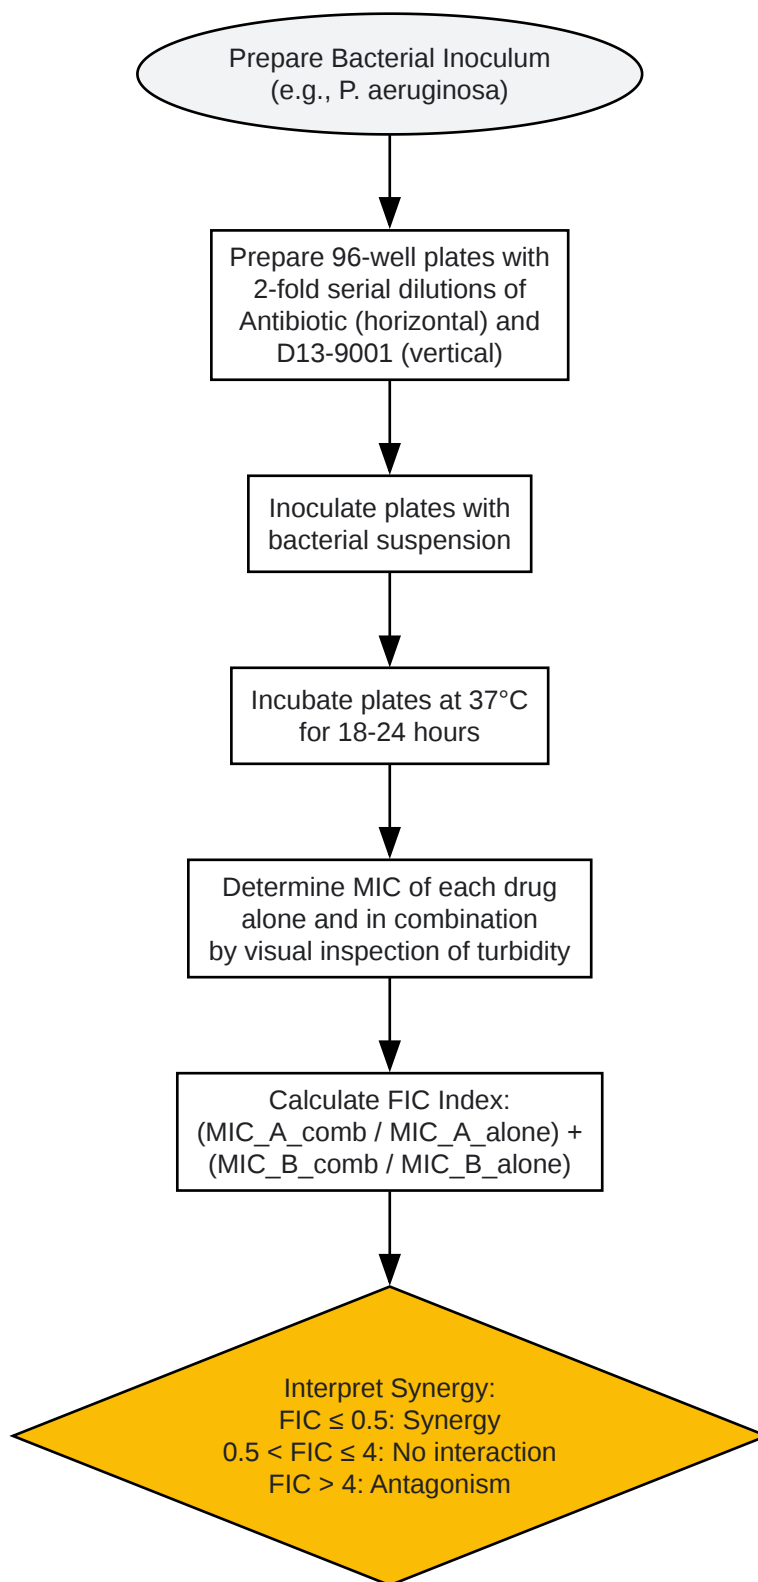 Prepare Bacterial Inoculum
(e.g., P. aeruginosa)
Prepare 96-well plates with
2-fold serial dilutions of
Antibiotic (horizontal) and
D13-9001 (vertical)
Inoculate plates with
bacterial suspension
Incubate plates at 37°C
for 18-24 hours
Determine MIC of each drug
alone and in combination
by visual inspection of turbidity
Calculate FIC Index:
(MIC_A_comb / MIC_A_alone) +
(MIC_B_comb / MIC_B_alone)
Interpret Synergy:
FIC ≤ 0.5: Synergy
0.5 < FIC ≤ 4: No interaction
FIC > 4: Antagonism